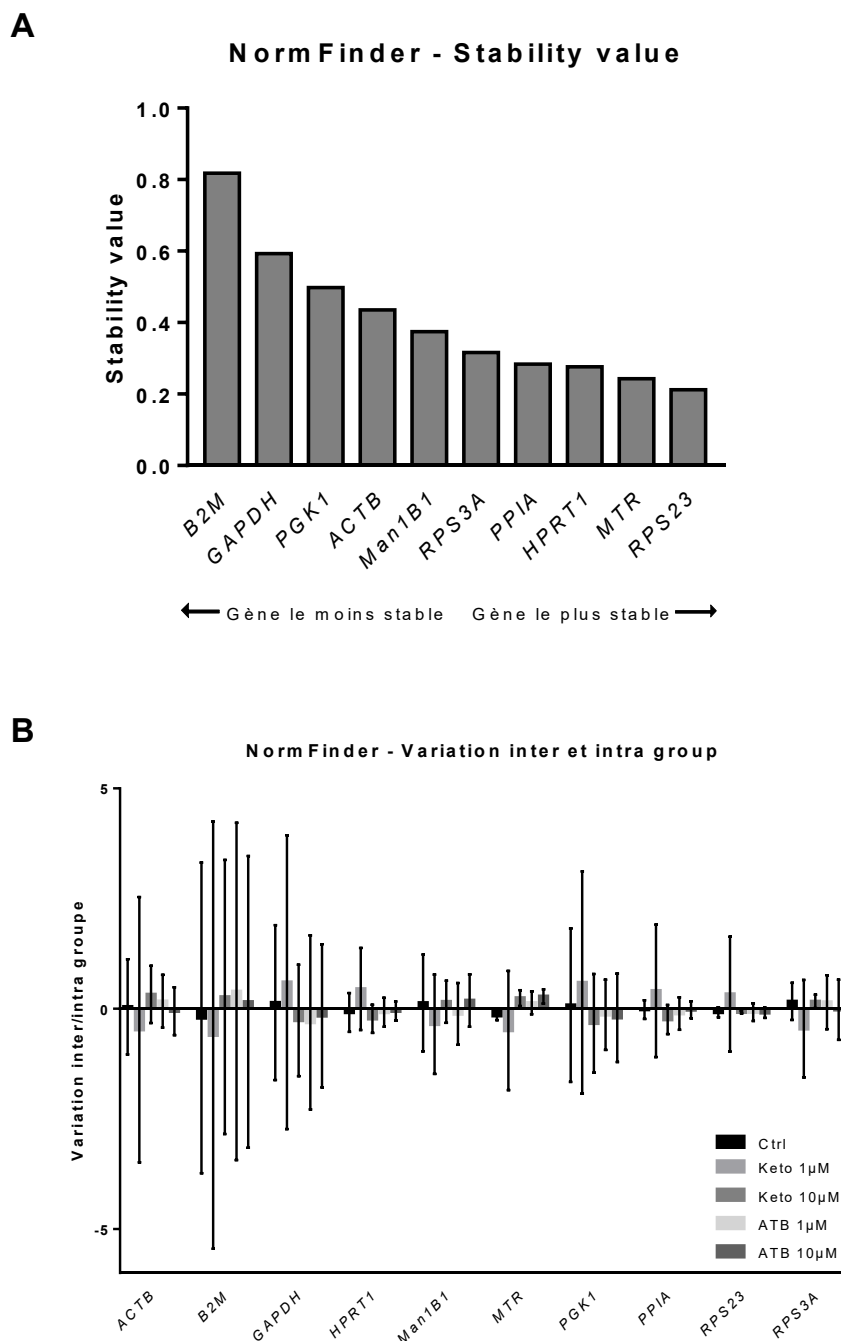 A
NormFinder - Stability value
Stability value
1.0
0.8
0.6
0.4
0.2
0.0
B2M
GAPDH
PGK1
ACTB
Man1B1
RPS3A
PPIA
HPRT1
MTR
RPS23
Gène le moins stable Gène le plus stable
B
NormFinder - Variation inter et intra group
Variation inter/intra groupe
5
0
-5
Ctrl
Keto 1µM
Keto 10µM
ATB 1µM
ATB 10µM
ACTB
B2M
GAPDH
HPRT1
Man1B1
MTR
PGK1
PPIA
RPS23
RPS3A